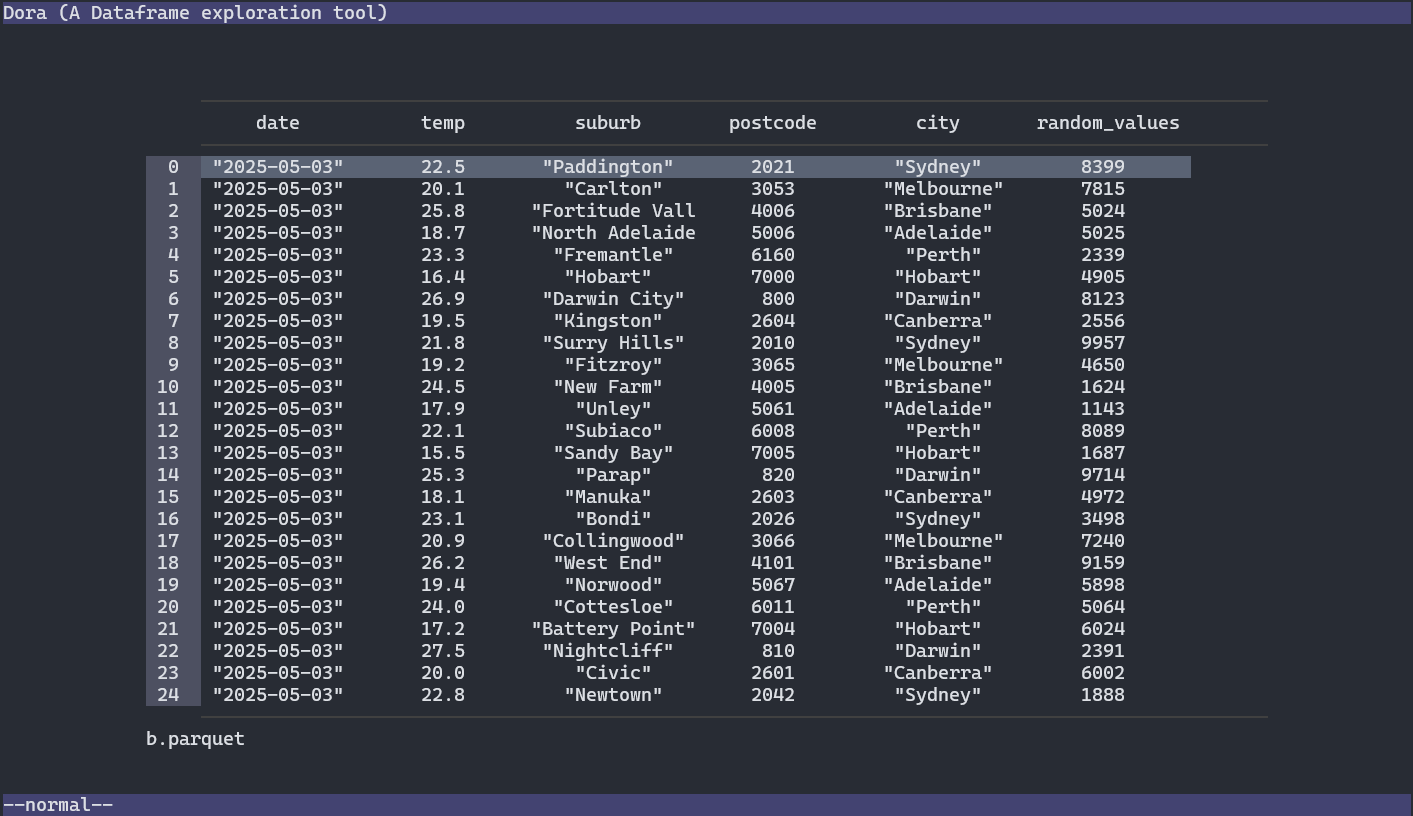 Dora (A Dataframe exploration tool)
date temp suburb postcode city random_values
0 "2025-05-03" 22.5 "Paddington" 2021 "Sydney" 8399
1 "2025-05-03" 20.1 "Carlton" 3053 "Melbourne" 7815
2 "2025-05-03" 25.8 "Fortitude Vall 4006 "Brisbane" 5024
3 "2025-05-03" 18.7 "North Adelaide 5006 "Adelaide" 5025
4 "2025-05-03" 23.3 "Fremantle" 6160 "Perth" 2339
5 "2025-05-03" 16.4 "Hobart" 7000 "Hobart" 4905
6 "2025-05-03" 26.9 "Darwin City" 800 "Darwin" 8123
7 "2025-05-03" 19.5 "Kingston" 2604 "Canberra" 2556
8 "2025-05-03" 21.8 "Surry Hills" 2010 "Sydney" 9957
9 "2025-05-03" 19.2 "Fitzroy" 3065 "Melbourne" 4650
10 "2025-05-03" 24.5 "New Farm" 4005 "Brisbane" 1624
11 "2025-05-03" 17.9 "Unley" 5061 "Adelaide" 1143
12 "2025-05-03" 22.1 "Subiaco" 6008 "Perth" 8089
13 "2025-05-03" 15.5 "Sandy Bay" 7005 "Hobart" 1687
14 "2025-05-03" 25.3 "Parap" 820 "Darwin" 9714
15 "2025-05-03" 18.1 "Manuka" 2603 "Canberra" 4972
16 "2025-05-03" 23.1 "Bondi" 2026 "Sydney" 3498
17 "2025-05-03" 20.9 "Collingwood" 3066 "Melbourne" 7240
18 "2025-05-03" 26.2 "West End" 4101 "Brisbane" 9159
19 "2025-05-03" 19.4 "Norwood" 5067 "Adelaide" 5898
20 "2025-05-03" 24.0 "Cottesloe" 6011 "Perth" 5064
21 "2025-05-03" 17.2 "Battery Point" 7004 "Hobart" 6024
22 "2025-05-03" 27.5 "Nightcliff" 810 "Darwin" 2391
23 "2025-05-03" 20.0 "Civic" 2601 "Canberra" 6002
24 "2025-05-03" 22.8 "Newtown" 2042 "Sydney" 1888
b.parquet
--normal--